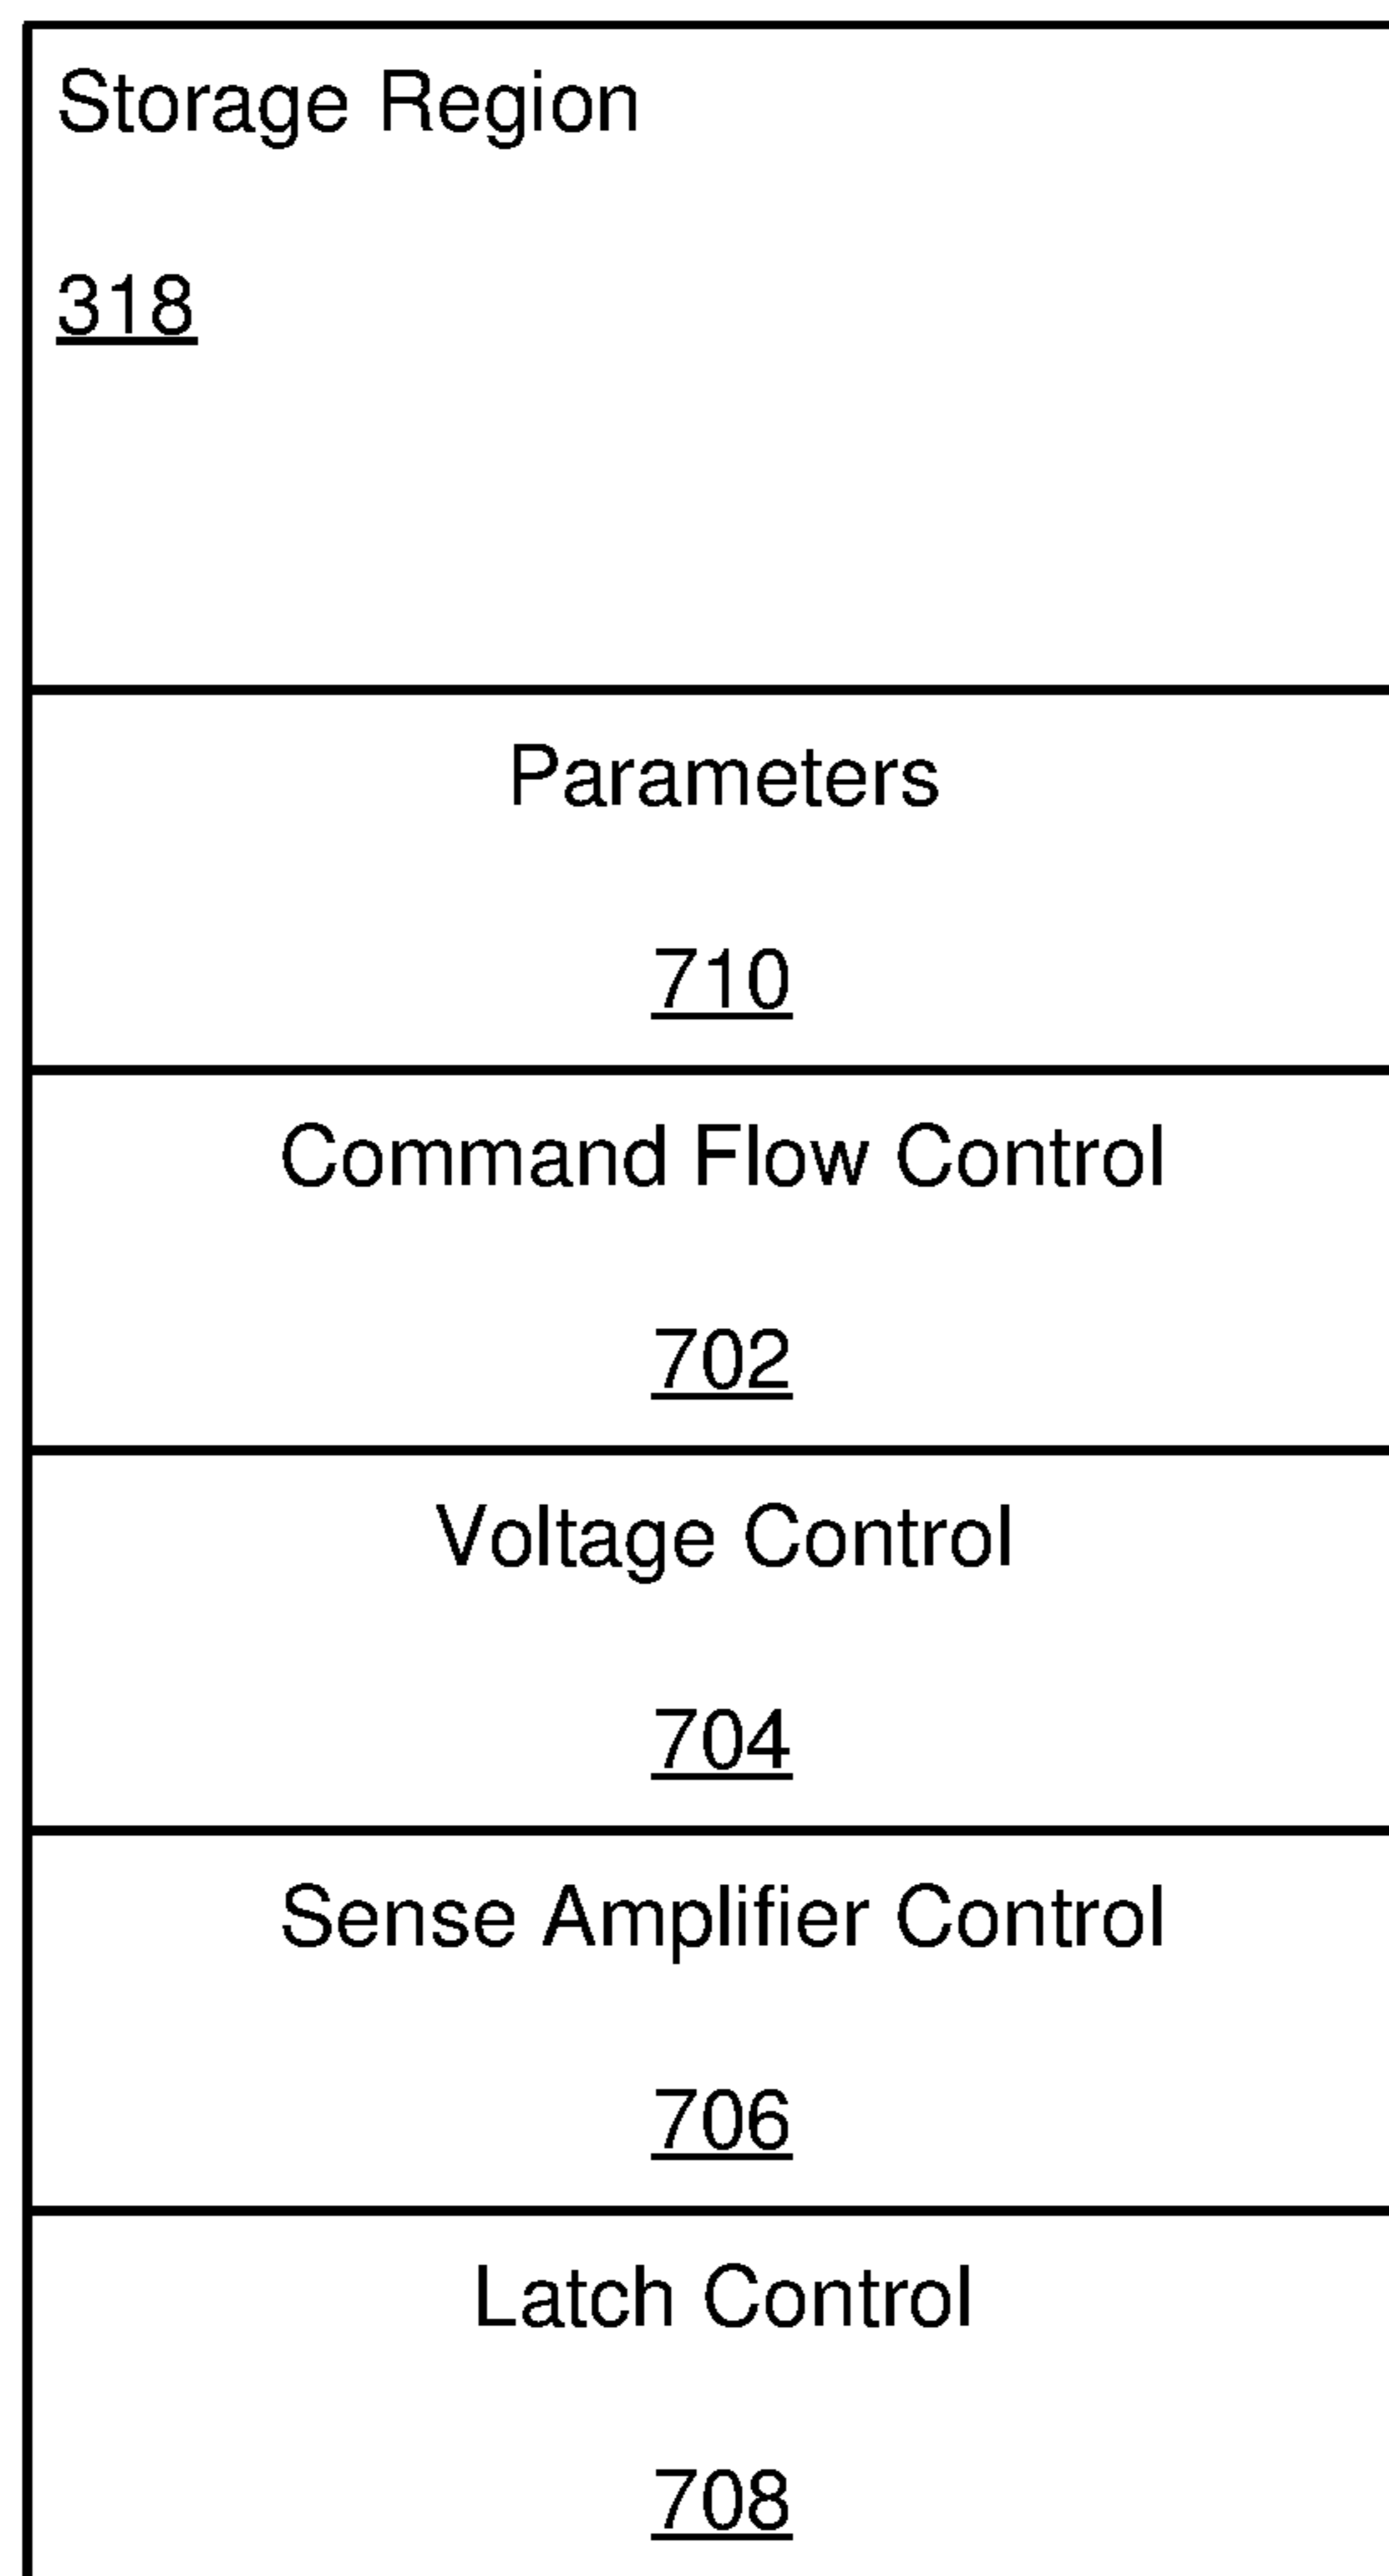 Storage Region
318
Parameters
710
Command Flow Control
702
Voltage Control
704
Sense Amplifier Control
706
Latch Control
708